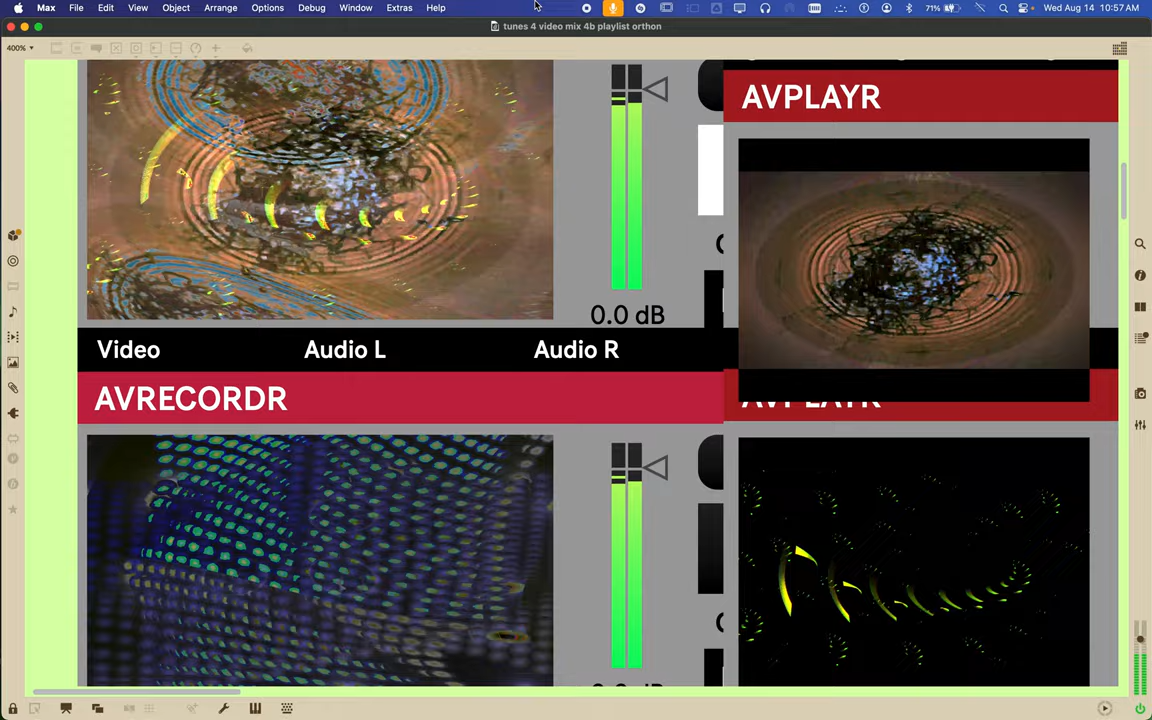 Max File Edit View Object Arrange Options Debug Window Extras Help 71% Wed Aug 14 10:57 AM
tunes 4 video mix 4b playlist orthon
400%
AVPLAYR
0.0 dB
Video Audio L Audio R
AVRECORDR
AVPLAYR